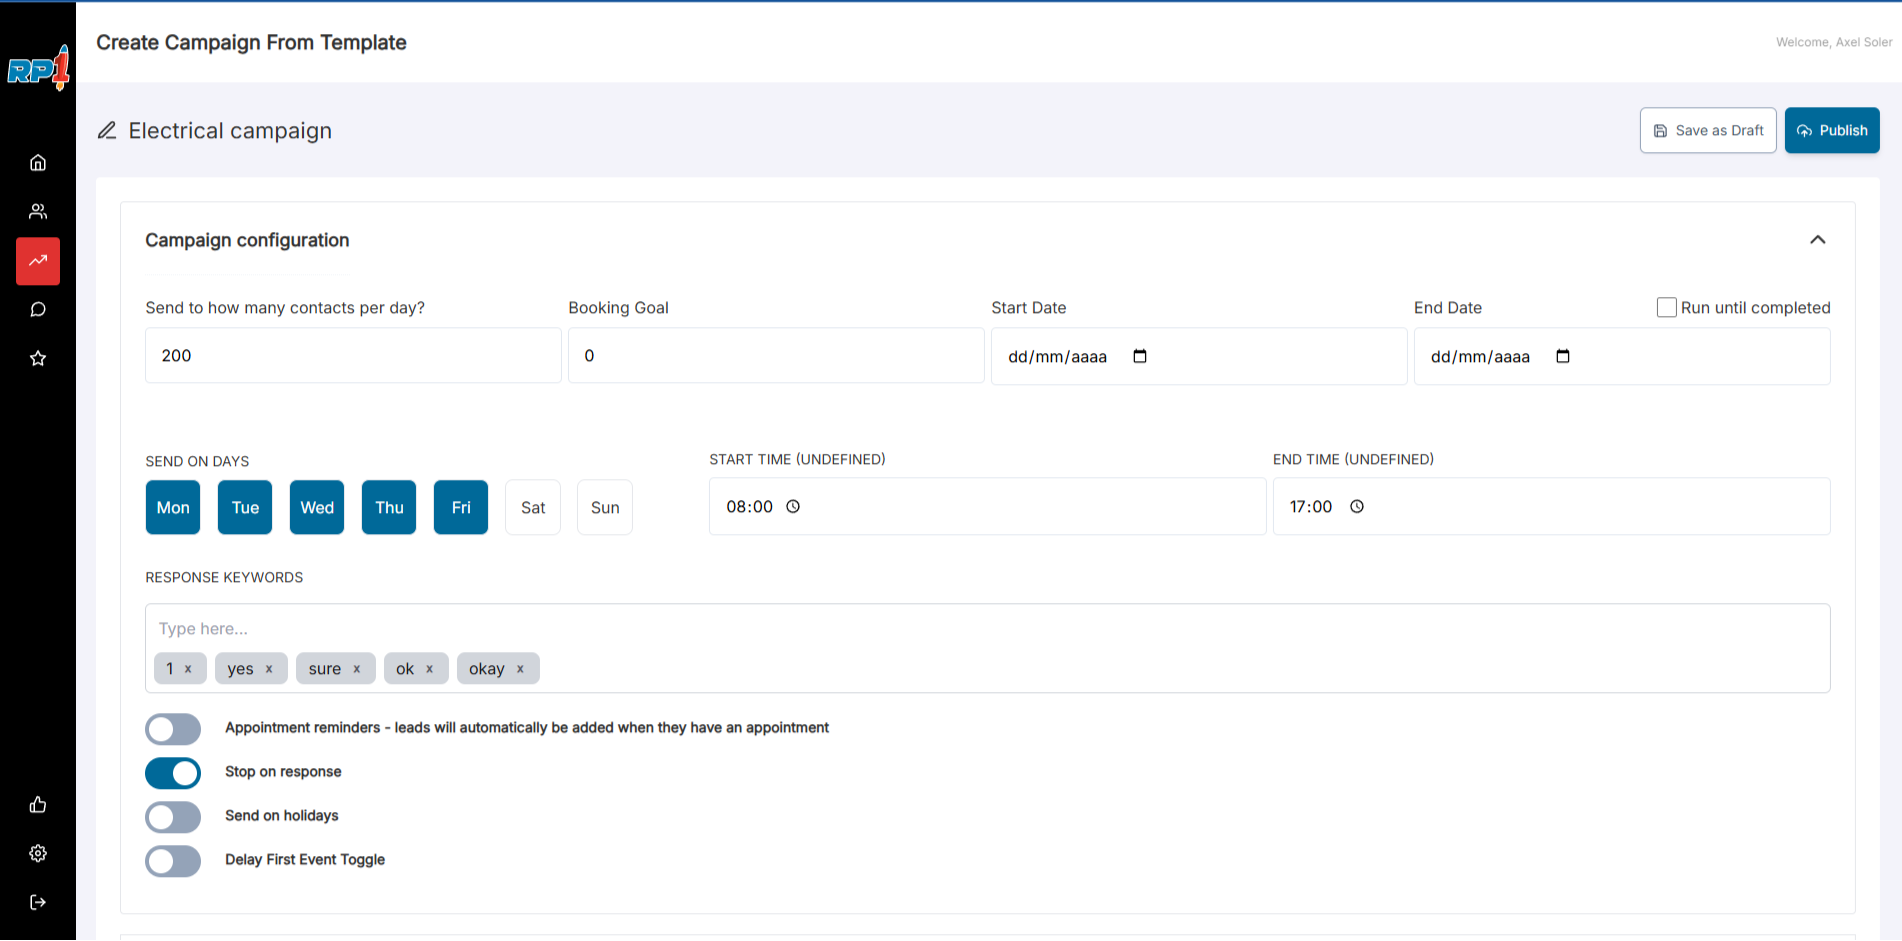 Create Campaign From Template
Welcome, Axel Soler
RP1
Electrical campaign
Save as Draft
Publish
Campaign configuration
Send to how many contacts per day?
Booking Goal
Start Date
End Date
Run until completed
200
0
dd/mm/aaaa
dd/mm/aaaa
SEND ON DAYS
START TIME (UNDEFINED)
END TIME (UNDEFINED)
Mon Tue Wed Thu Fri Sat Sun
08:00
17:00
RESPONSE KEYWORDS
Type here...
1 x yes x sure x ok x okay x
Appointment reminders - leads will automatically be added when they have an appointment
Stop on response
Send on holidays
Delay First Event Toggle